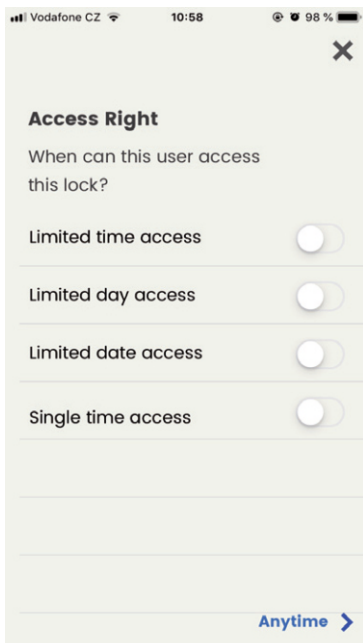 Vodafone CZ 10:58 98 %
Access Right
When can this user access
this lock?
Limited time access
Limited day access
Limited date access
Single time access
Anytime